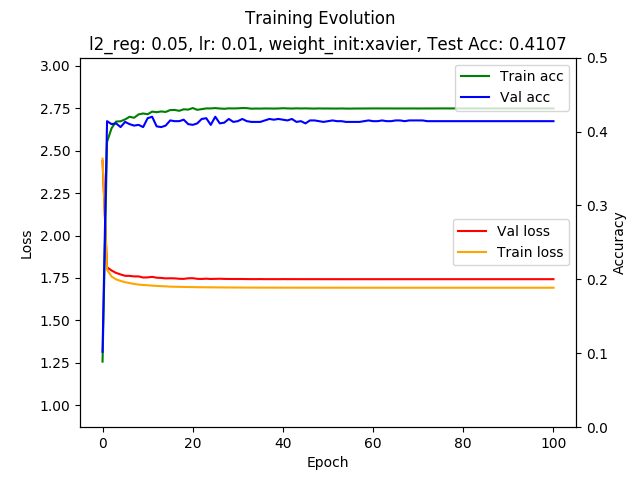 Training Evolution
l2_reg: 0.05, lr: 0.01, weight_init:xavier, Test Acc: 0.4107
3.00
2.75
2.50
2.25
2.00
1.75
1.50
1.25
1.00
Loss
Train acc
Val acc
Val loss
Train loss
0.5
0.4
0.3
0.2
0.1
0.0
Accuracy
0 20 40 60 80 100
Epoch